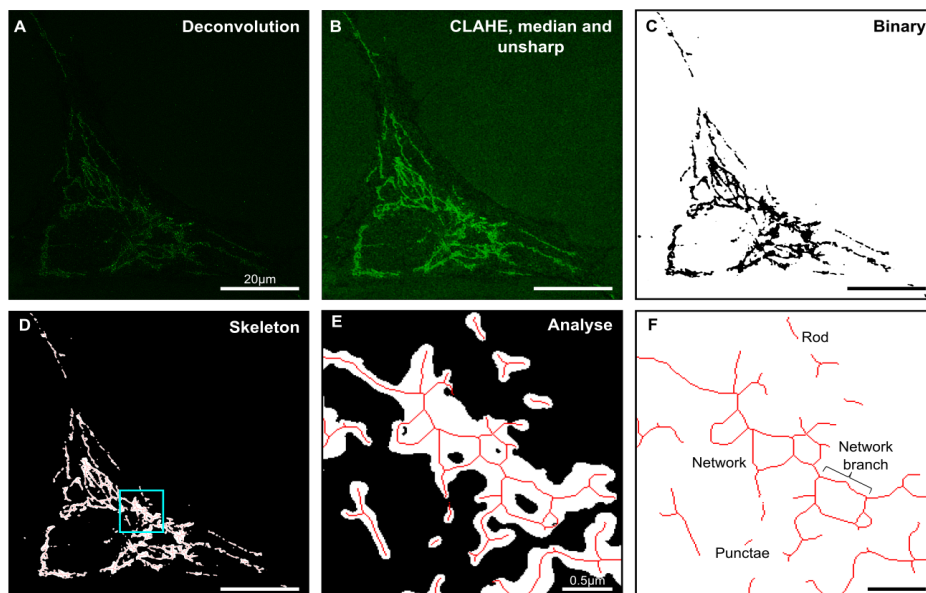 A
Deconvolution
20μm
B
CLAHE, median and
unsharp
C
Binary
D
Skeleton
E
Analyse
0.5μm
F
Rod
Network
Network
branch
Punctae